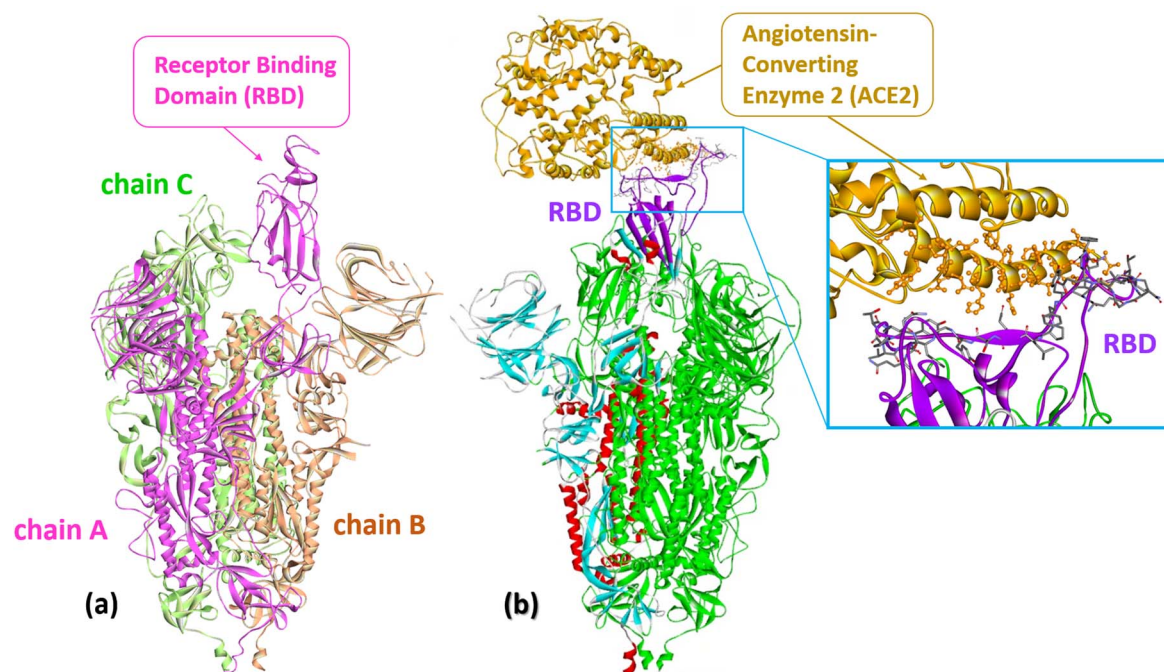 Receptor Binding
Domain (RBD)
chain C
chain A
chain B
(a)
Angiotensin-
Converting
Enzyme 2 (ACE2)
RBD
RBD
(b)